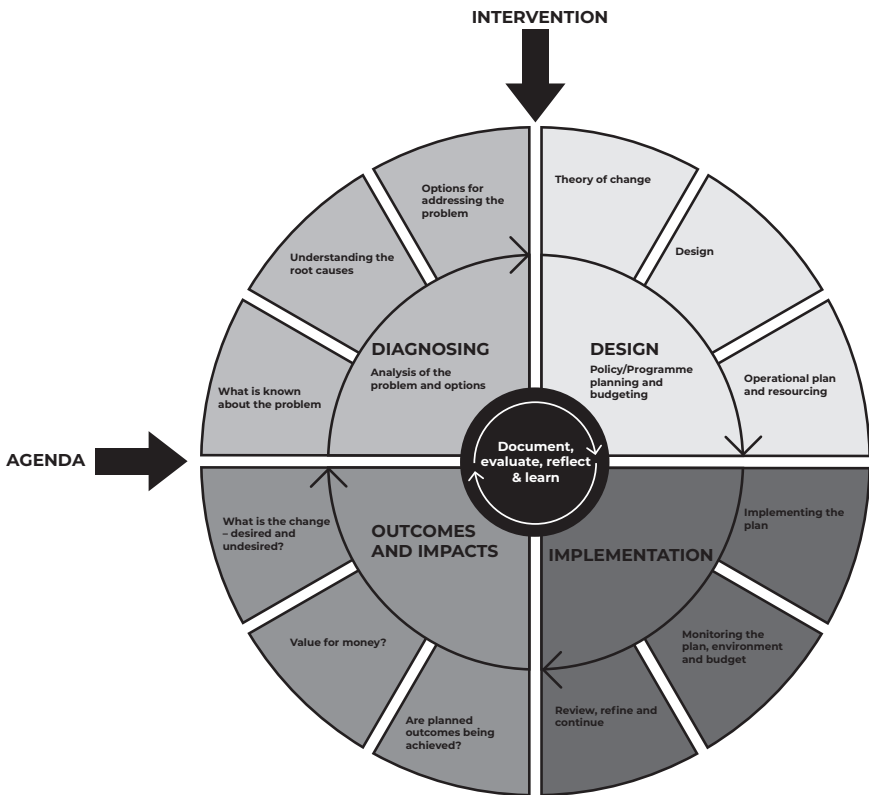 INTERVENTION
AGENDA
Options for
addressing the
problem
Understanding the
root causes
What is known
about the problem
DIAGNOSING
Analysis of the
problem and options
Theory of change
Design
Operational plan
and resourcing
DESIGN
Policy/Programme
planning and
budgeting
Document,
evaluate, reflect
& learn
What is the change
– desired and
undesired?
Value for money?
Are planned
outcomes being
achieved?
OUTCOMES
AND IMPACTS
IMPLEMENTATION
Implementing the
plan
Monitoring the
plan, environment
and budget
Review, refine and
continue